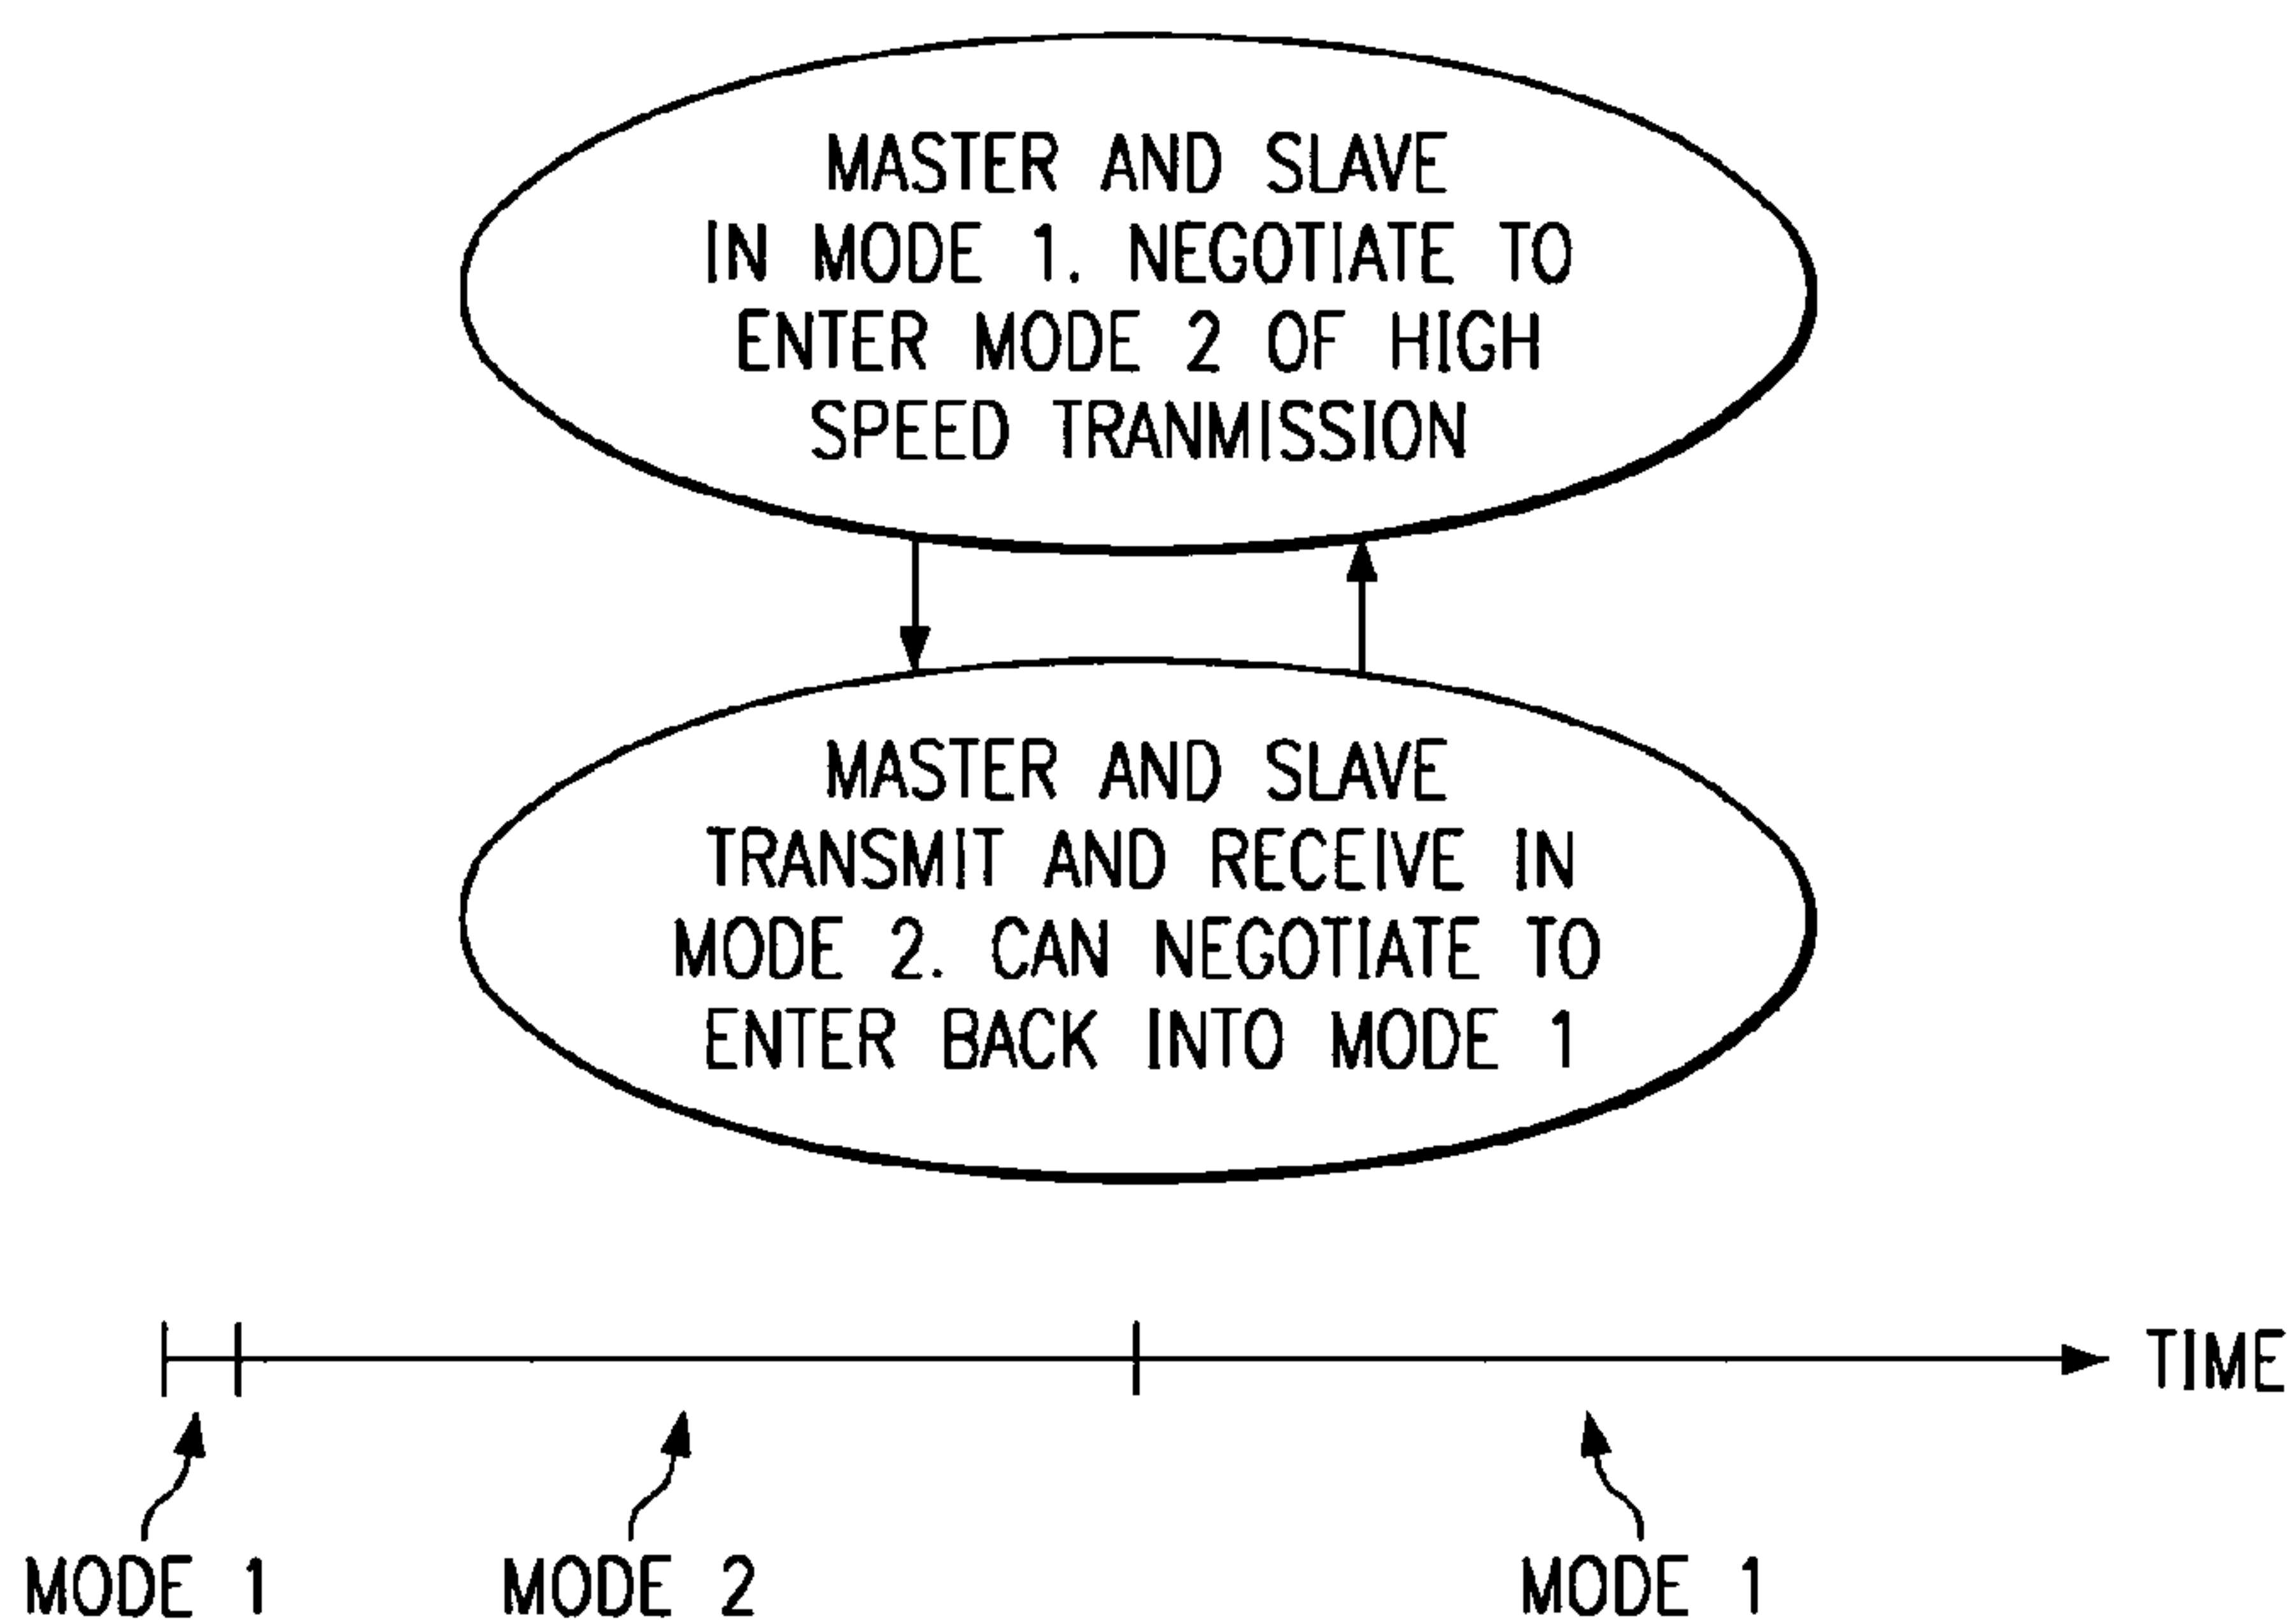 MASTER AND SLAVE
IN MODE 1. NEGOTIATE TO
ENTER MODE 2 OF HIGH
SPEED TRANMISSION
MASTER AND SLAVE
TRANSMIT AND RECEIVE IN
MODE 2. CAN NEGOTIATE TO
ENTER BACK INTO MODE 1
TIME
MODE 1
MODE 2
MODE 1